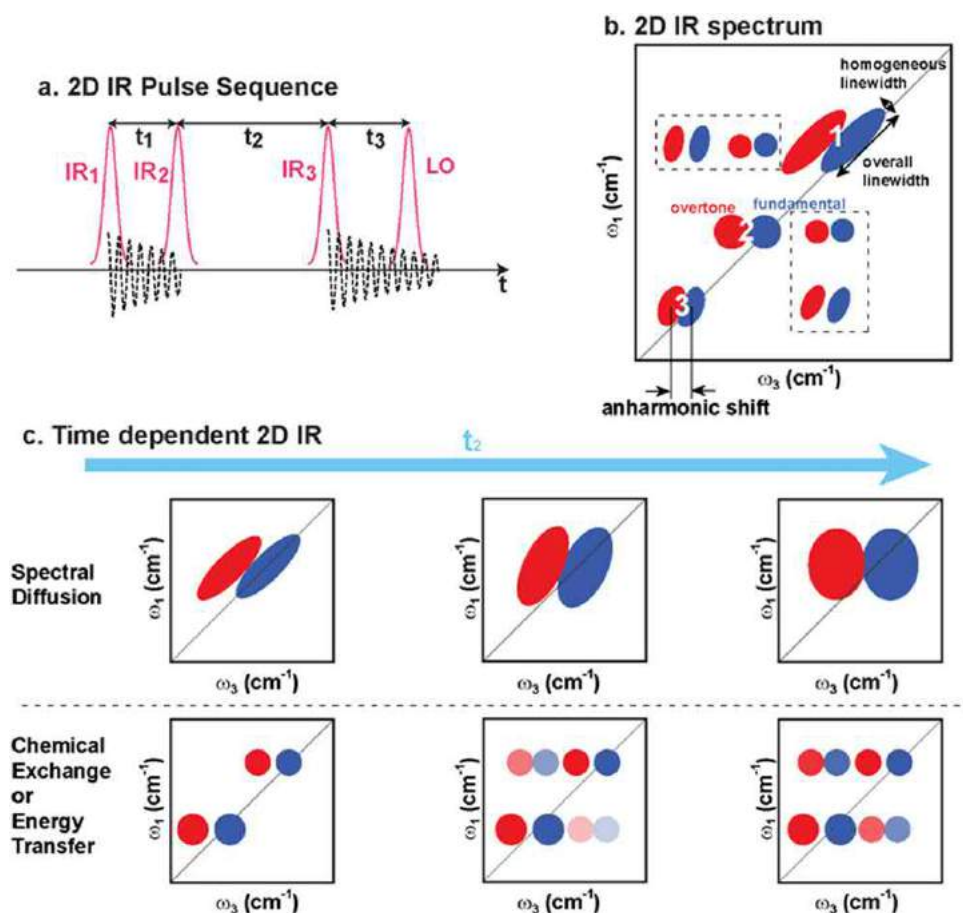 a. 2D IR Pulse Sequence
t₁
t₂
t₃
IR₁
IR₂
IR₃
LO
t
b. 2D IR spectrum
homogeneous
linewidth
1
overall
linewidth
overtone
fundamental
2
3
ω₁ (cm⁻¹)
ω₃ (cm⁻¹)
anharmonic shift
c. Time dependent 2D IR
t₂
Spectral
Diffusion
ω₁ (cm⁻¹)
ω₃ (cm⁻¹)
ω₁ (cm⁻¹)
ω₃ (cm⁻¹)
ω₁ (cm⁻¹)
ω₃ (cm⁻¹)
Chemical
Exchange
or
Energy
Transfer
ω₁ (cm⁻¹)
ω₃ (cm⁻¹)
ω₁ (cm⁻¹)
ω₃ (cm⁻¹)
ω₁ (cm⁻¹)
ω₃ (cm⁻¹)